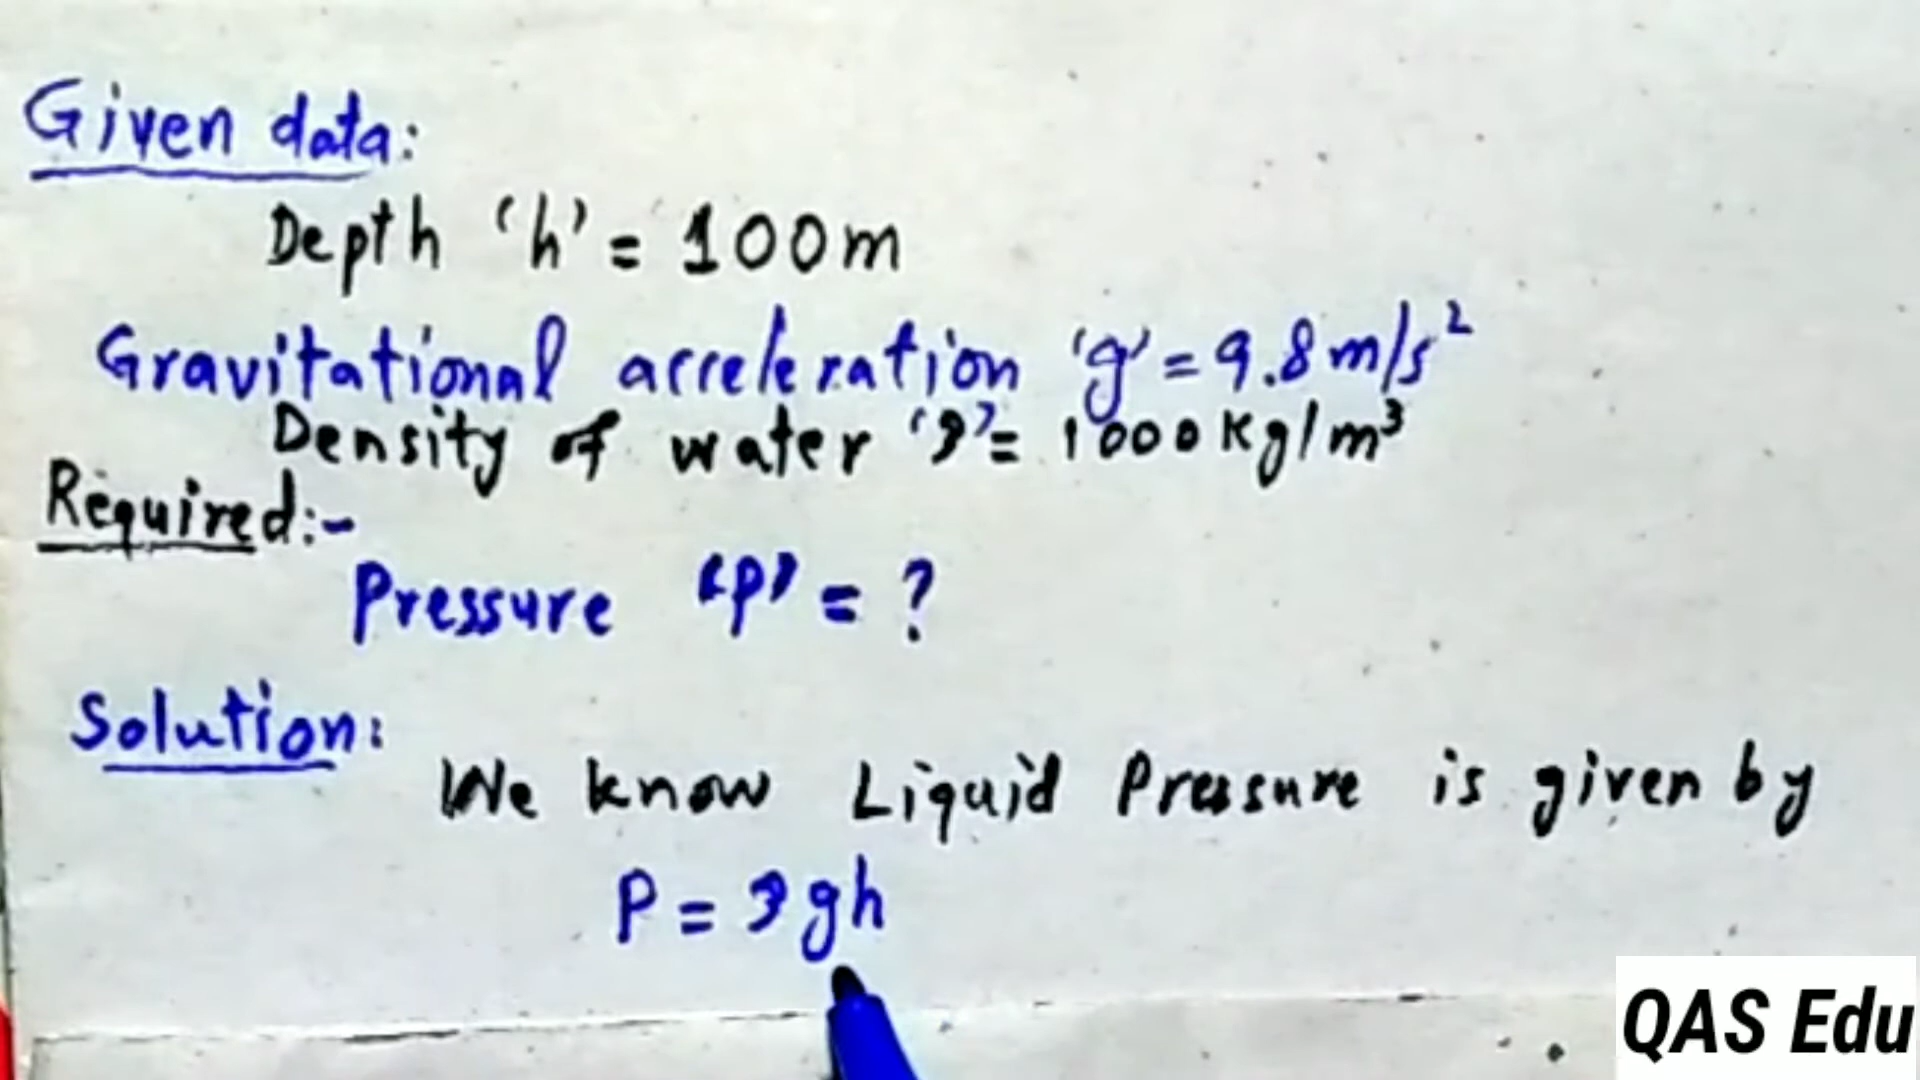 Given data:
Depth 'h' = 100m
Gravitational acceleration 'g' = 9.8 m/s²
Density of water 'ρ' = 1000 Kg/m³
Required:-
Pressure 'P' = ?
Solution:
We know Liquid Pressure is given by
P = ρgh
QAS Edu